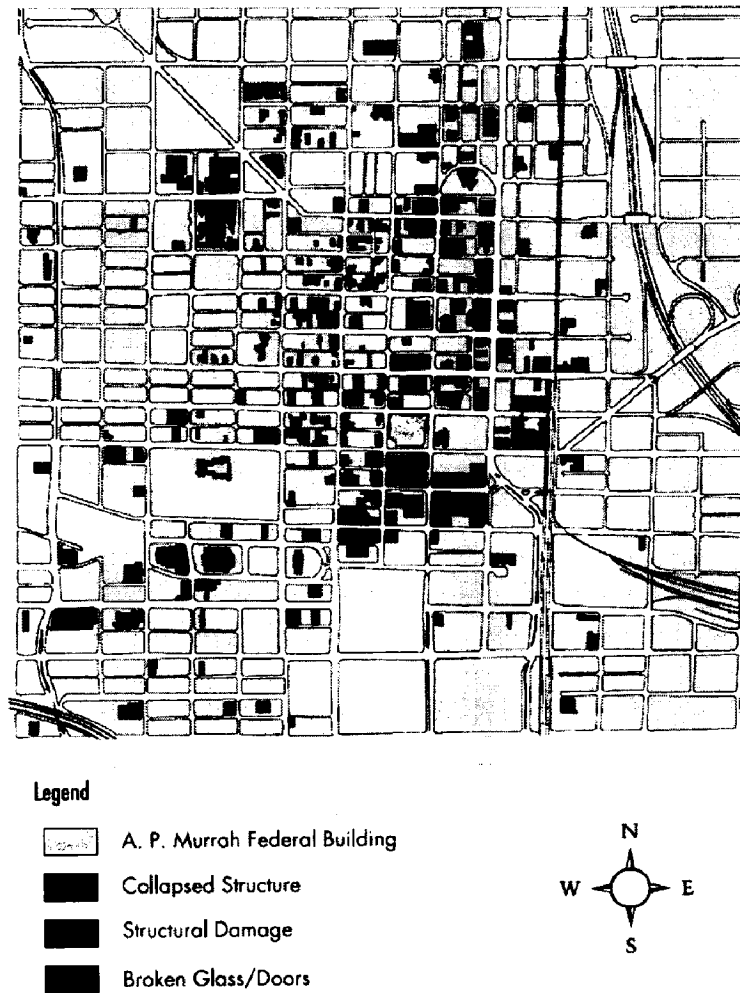 Legend
A. P. Murrah Federal Building
Collapsed Structure
Structural Damage
Broken Glass/Doors
N
W E
S